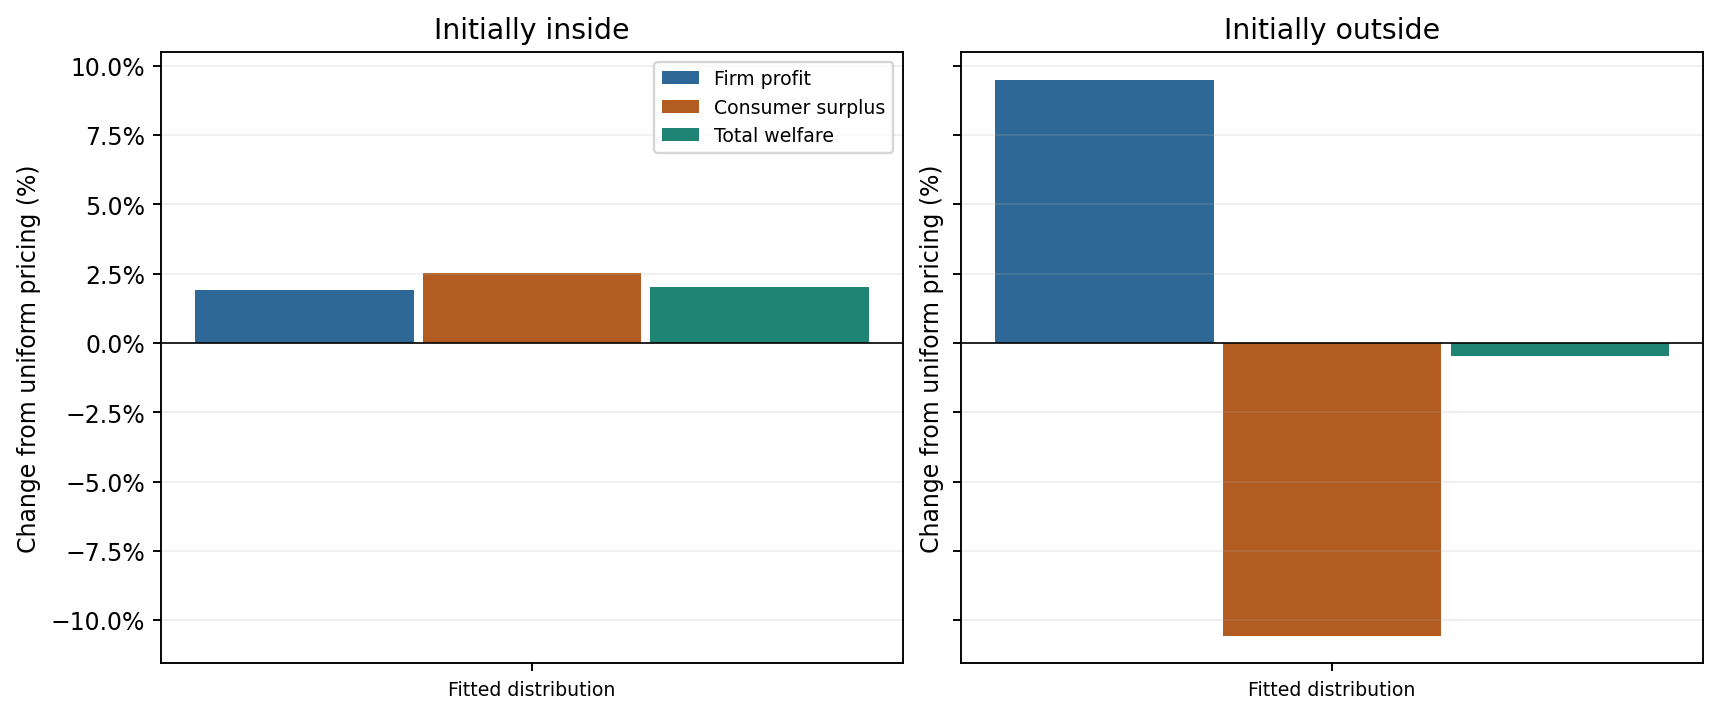 Initially inside
Change from uniform pricing (%)
10.0%
7.5%
5.0%
2.5%
0.0%
−2.5%
−5.0%
−7.5%
−10.0%
Firm profit
Consumer surplus
Total welfare
Fitted distribution
Initially outside
Change from uniform pricing (%)
Fitted distribution